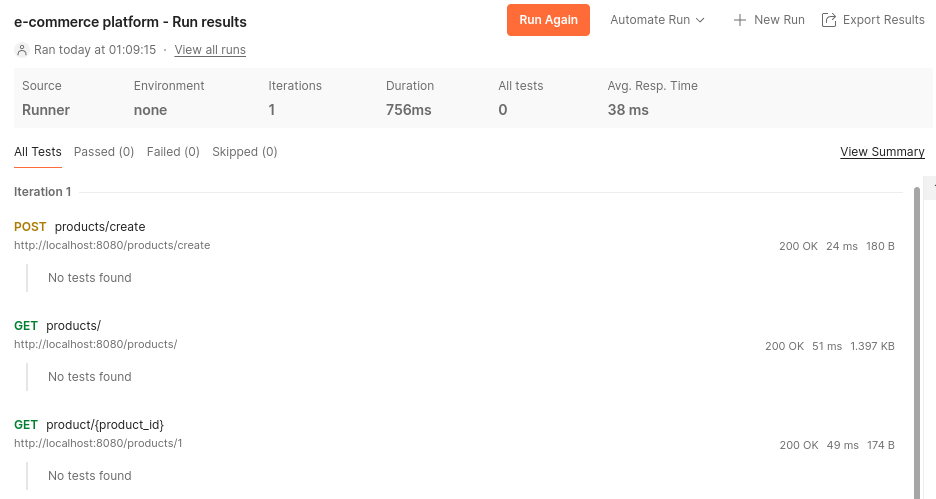 e-commerce platform - Run results
Run Again
Automate Run
New Run
Export Results
Ran today at 01:09:15 · View all runs
Source Environment Iterations Duration All tests Avg. Resp. Time
Runner none 1 756ms 0 38 ms
All Tests Passed (0) Failed (0) Skipped (0) View Summary
Iteration 1
POST products/create
http://localhost:8080/products/create
200 OK 24 ms 180 B
No tests found
GET products/
http://localhost:8080/products/
200 OK 51 ms 1.397 KB
No tests found
GET product/{product_id}
http://localhost:8080/products/1
200 OK 49 ms 174 B
No tests found